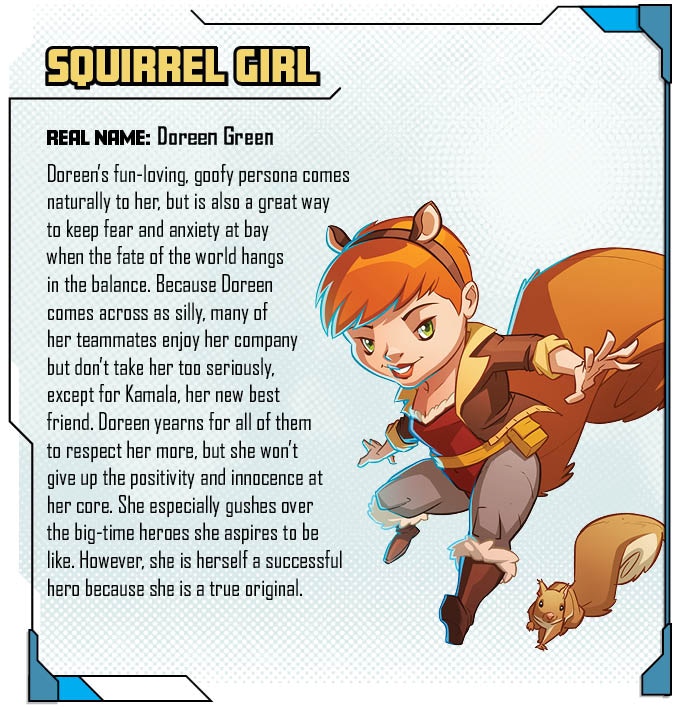 SQUIRREL GIRL
REAL NAME: Doreen Green
Doreen's fun-loving, goofy persona comes
naturally to her, but is also a great way
to keep fear and anxiety at bay
when the fate of the world hangs
in the balance. Because Doreen
comes across as silly, many of
her teammates enjoy her company
but don't take her too seriously,
except for Kamala, her new best
friend. Doreen yearns for all of them
to respect her more, but she won't
give up the positivity and innocence at
her core. She especially gushes over
the big-time heroes she aspires to be
like. However, she is herself a successful
hero because she is a true original.